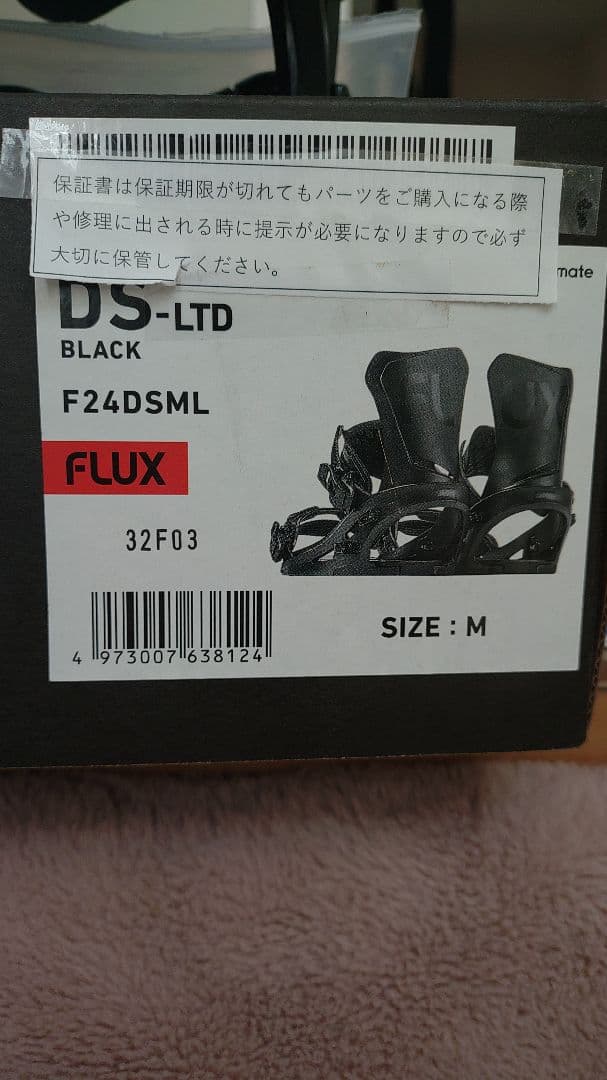 保証書は保証期限が切れてもパーツをご購入になる際
や修理に出される時に提示が必要になりますので必ず
大切に保管してください。
mate
DS-LTD
BLACK
F24DSML
FLUX
32F03
4 973007 638124
SIZE : M